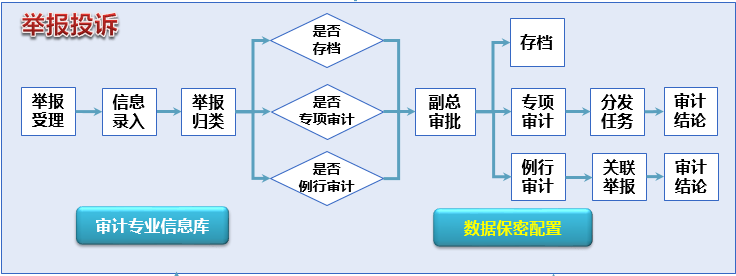 举报投诉
举报
受理
信息
录入
举报
归类
是否
存档
是否
专项审计
是否
例行审计
副总
审批
存档
专项
审计
分发
任务
审计
结论
例行
审计
关联
举报
审计
结论
审计专业信息库
数据保密配置